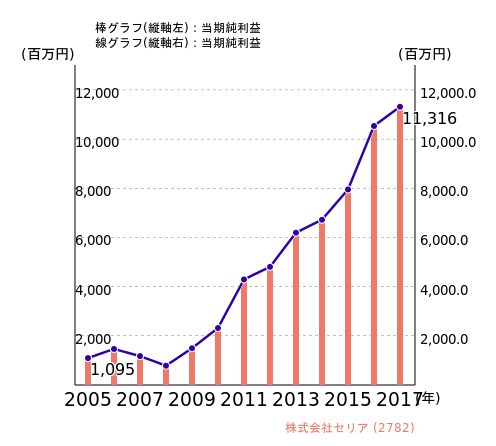 棒グラフ(縦軸左) : 当期純利益
線グラフ(縦軸右) : 当期純利益
(百万円) (百万円)
12,000 12,000.0
11,316
10,000 10,000.0
8,000 8,000.0
6,000 6,000.0
4,000 4,000.0
2,000 2,000.0
1,095
2005 2007 2009 2011 2013 2015 2017 年)
株式会社セリア (2782)